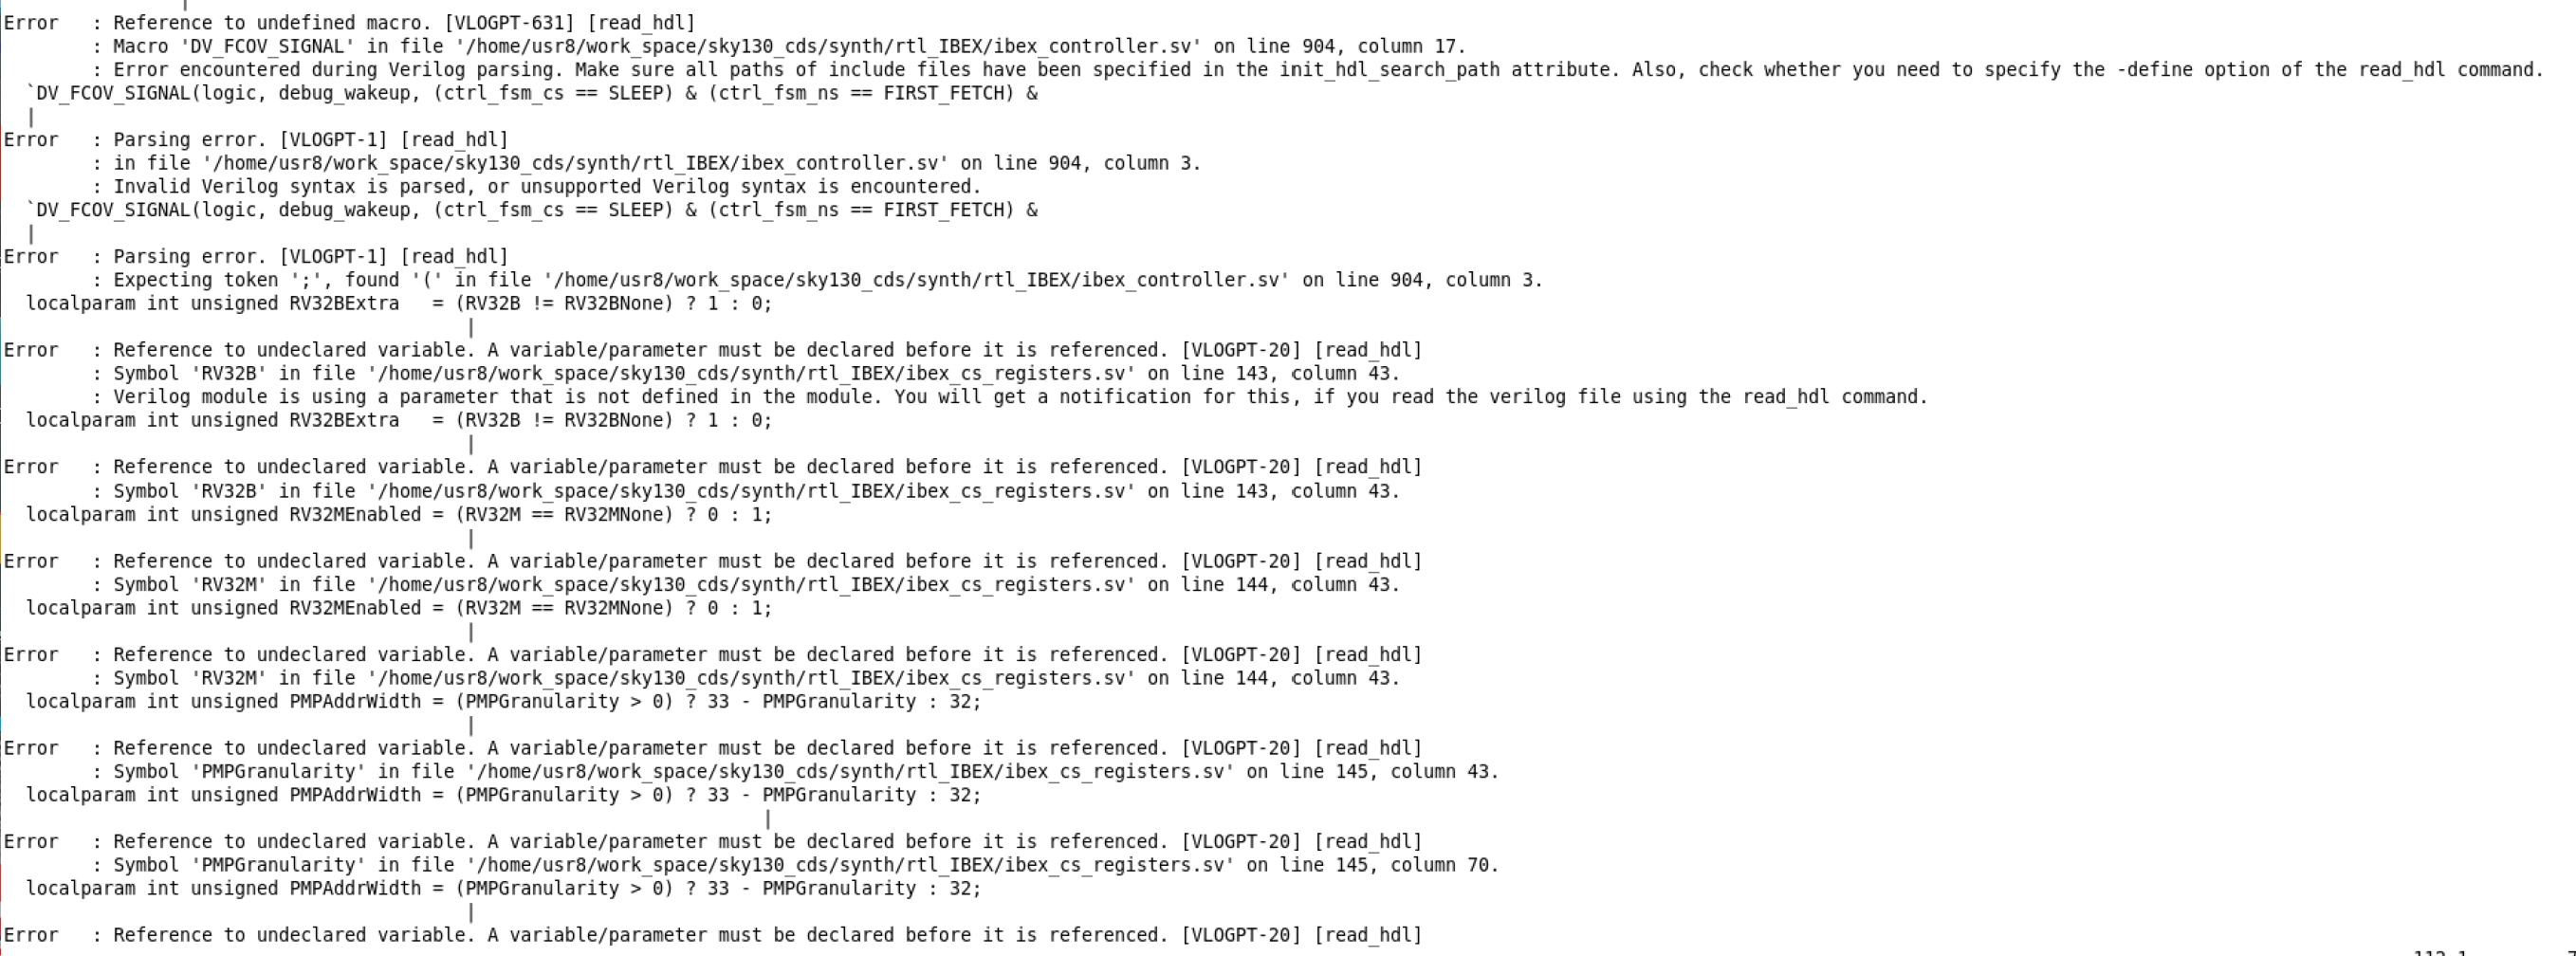 Error   : Reference to undefined macro. [VLOGPT-631] [read_hdl]
        : Macro 'DV_FCOV_SIGNAL' in file '/home/usr8/work_space/sky130_cds/synth/rtl_IBEX/ibex_controller.sv' on line 904, column 17.
        : Error encountered during Verilog parsing. Make sure all paths of include files have been specified in the init_hdl_search_path attribute. Also, check whether you need to specify the -define option of the read_hdl command.
  `DV_FCOV_SIGNAL(logic, debug_wakeup, (ctrl_fsm_cs == SLEEP) & (ctrl_fsm_ns == FIRST_FETCH) &
  |
Error   : Parsing error. [VLOGPT-1] [read_hdl]
        : in file '/home/usr8/work_space/sky130_cds/synth/rtl_IBEX/ibex_controller.sv' on line 904, column 3.
        : Invalid Verilog syntax is parsed, or unsupported Verilog syntax is encountered.
  `DV_FCOV_SIGNAL(logic, debug_wakeup, (ctrl_fsm_cs == SLEEP) & (ctrl_fsm_ns == FIRST_FETCH) &
  |
Error   : Parsing error. [VLOGPT-1] [read_hdl]
        : Expecting token ';', found '(' in file '/home/usr8/work_space/sky130_cds/synth/rtl_IBEX/ibex_controller.sv' on line 904, column 3.
  localparam int unsigned RV32BExtra   = (RV32B != RV32BNone) ? 1 : 0;
                                          |
Error   : Reference to undeclared variable. A variable/parameter must be declared before it is referenced. [VLOGPT-20] [read_hdl]
        : Symbol 'RV32B' in file '/home/usr8/work_space/sky130_cds/synth/rtl_IBEX/ibex_cs_registers.sv' on line 143, column 43.
        : Verilog module is using a parameter that is not defined in the module. You will get a notification for this, if you read the verilog file using the read_hdl command.
  localparam int unsigned RV32BExtra   = (RV32B != RV32BNone) ? 1 : 0;
                                          |
Error   : Reference to undeclared variable. A variable/parameter must be declared before it is referenced. [VLOGPT-20] [read_hdl]
        : Symbol 'RV32B' in file '/home/usr8/work_space/sky130_cds/synth/rtl_IBEX/ibex_cs_registers.sv' on line 143, column 43.
  localparam int unsigned RV32MEnabled = (RV32M == RV32MNone) ? 0 : 1;
                                          |
Error   : Reference to undeclared variable. A variable/parameter must be declared before it is referenced. [VLOGPT-20] [read_hdl]
        : Symbol 'RV32M' in file '/home/usr8/work_space/sky130_cds/synth/rtl_IBEX/ibex_cs_registers.sv' on line 144, column 43.
  localparam int unsigned RV32MEnabled = (RV32M == RV32MNone) ? 0 : 1;
                                          |
Error   : Reference to undeclared variable. A variable/parameter must be declared before it is referenced. [VLOGPT-20] [read_hdl]
        : Symbol 'RV32M' in file '/home/usr8/work_space/sky130_cds/synth/rtl_IBEX/ibex_cs_registers.sv' on line 144, column 43.
  localparam int unsigned PMPAddrWidth = (PMPGranularity > 0) ? 33 - PMPGranularity : 32;
                                          |
Error   : Reference to undeclared variable. A variable/parameter must be declared before it is referenced. [VLOGPT-20] [read_hdl]
        : Symbol 'PMPGranularity' in file '/home/usr8/work_space/sky130_cds/synth/rtl_IBEX/ibex_cs_registers.sv' on line 145, column 43.
  localparam int unsigned PMPAddrWidth = (PMPGranularity > 0) ? 33 - PMPGranularity : 32;
                                                                     |
Error   : Reference to undeclared variable. A variable/parameter must be declared before it is referenced. [VLOGPT-20] [read_hdl]
        : Symbol 'PMPGranularity' in file '/home/usr8/work_space/sky130_cds/synth/rtl_IBEX/ibex_cs_registers.sv' on line 145, column 70.
  localparam int unsigned PMPAddrWidth = (PMPGranularity > 0) ? 33 - PMPGranularity : 32;
                                          |
Error   : Reference to undeclared variable. A variable/parameter must be declared before it is referenced. [VLOGPT-20] [read_hdl]